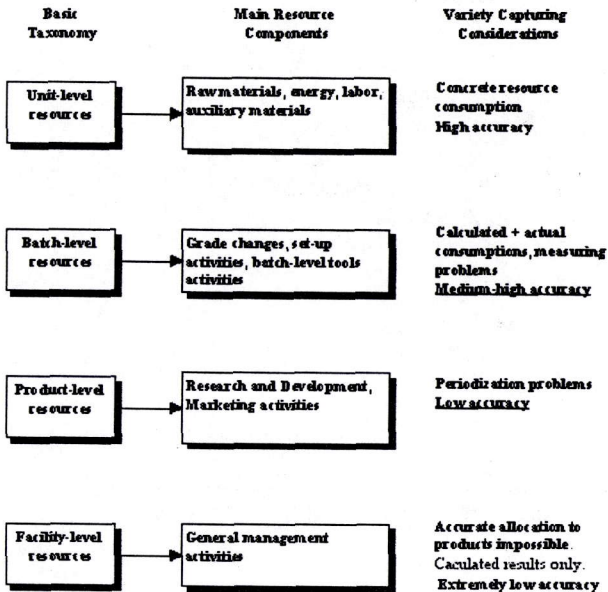 Basic
Taxonomy
Main Resource
Components
Variety Capturing
Considerations
Unit-level
resources
Raw materials, energy, labor,
auxiliary materials
Concrete resource
consumption
High accuracy
Batch-level
resources
Grade changes, set-up
activities, batch-level tools
activities
Calculated + actual
consumptions, measuring
problems
Medium-high accuracy
Product-level
resources
Research and Development,
Marketing activities
Periodization problems
Low accuracy
Facility-level
resources
General management
activities
Accurate allocation to
products impossible.
Caculated results only.
Extremely low accuracy